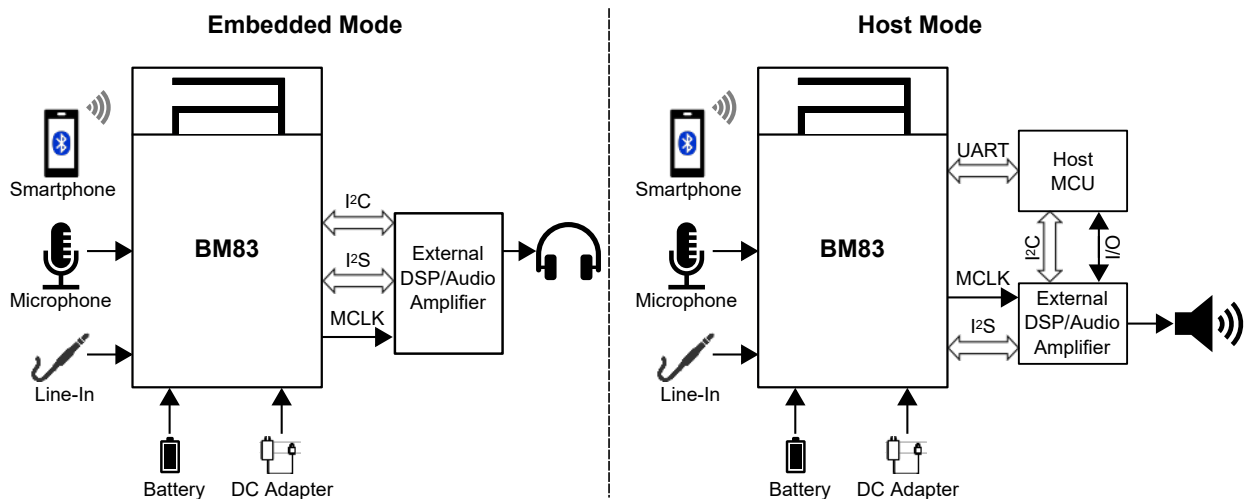 Embedded Mode
Smartphone
Microphone
Line-In
BM83
I²C
I²S
MCLK
External
DSP/Audio
Amplifier
Battery
DC Adapter
Host Mode
Smartphone
Microphone
Line-In
BM83
UART
Host
MCU
I²C
I/O
MCLK
I²S
External
DSP/Audio
Amplifier
Battery
DC Adapter